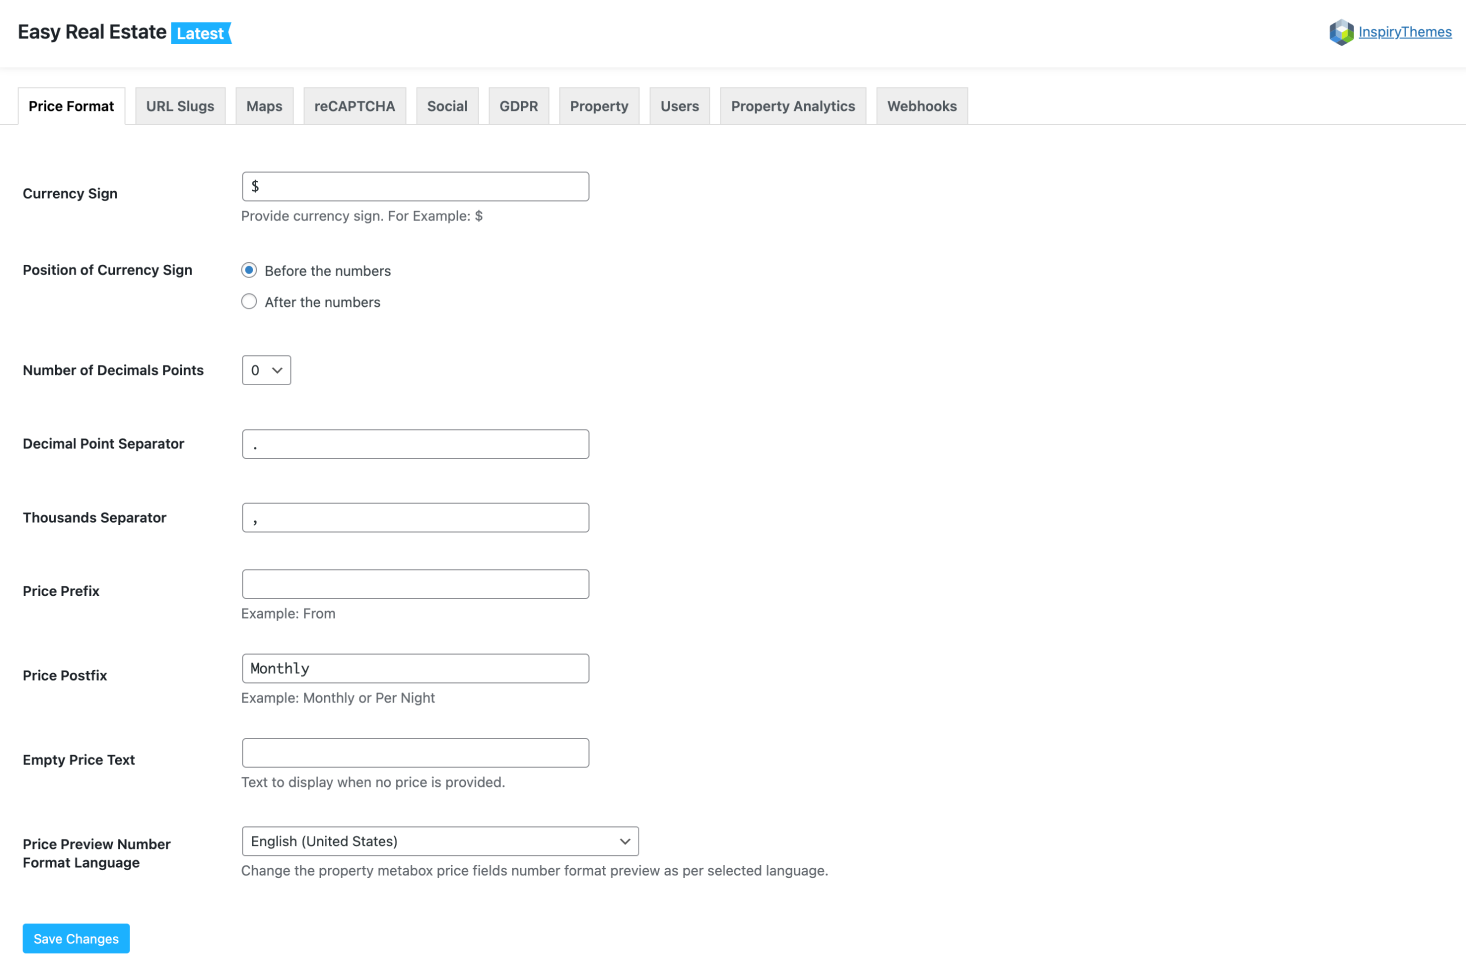 Easy Real Estate Latest
InspiryThemes
Price Format URL Slugs Maps reCAPTCHA Social GDPR Property Users Property Analytics Webhooks
Currency Sign
$
Provide currency sign. For Example: $
Position of Currency Sign
Before the numbers
After the numbers
Number of Decimals Points
0
Decimal Point Separator
.
Thousands Separator
,
Price Prefix
Example: From
Price Postfix
Monthly
Example: Monthly or Per Night
Empty Price Text
Text to display when no price is provided.
Price Preview Number
Format Language
English (United States)
Change the property metabox price fields number format preview as per selected language.
Save Changes